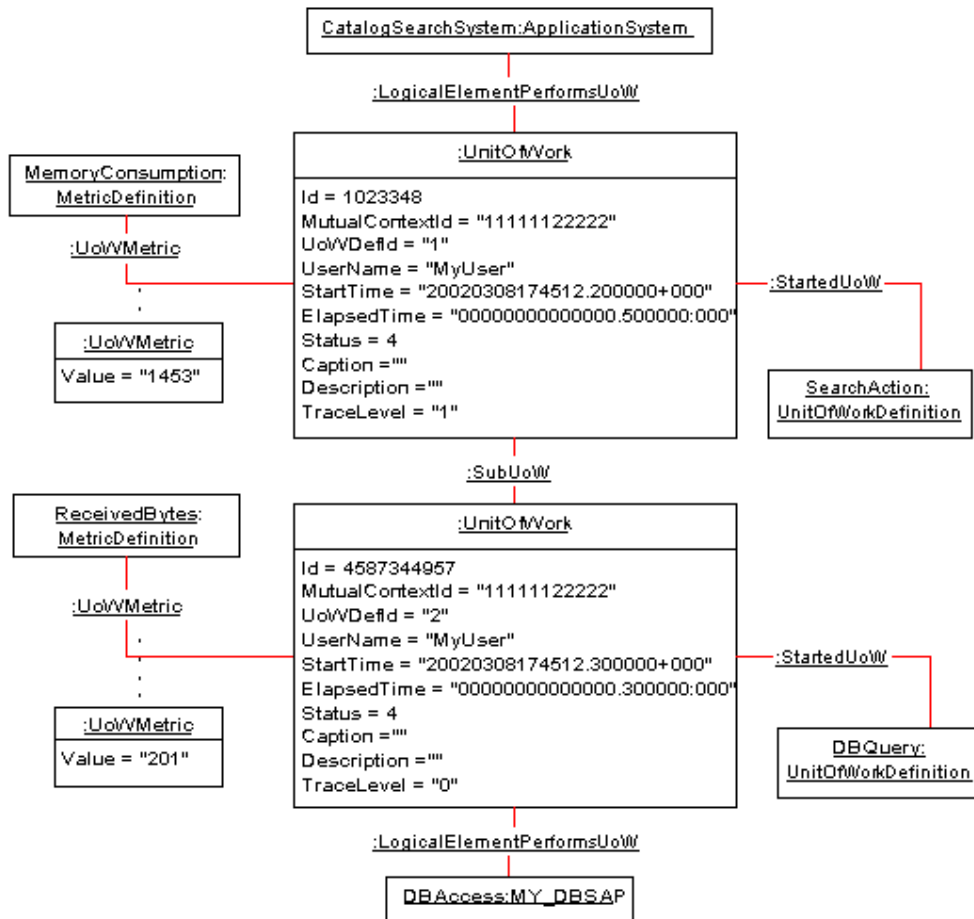 CatalogSearchSystem:ApplicationSystem
:LogicalElementPerformsUoW
:UnitOfWork
Id = 1023348
MutualContextId = "11111122222"
UoWDefId = "1"
UserName = "MyUser"
StartTime = "20020308174512.200000+000"
ElapsedTime = "00000000000000.500000:000"
Status = 4
Caption =""
Description =""
TraceLevel = "1"
MemoryConsumption:
MetricDefinition
:UoWMetric
:UoWMetric
Value = "1453"
:StartedUoW
SearchAction:
UnitOfWorkDefinition
:SubUoW
:UnitOfWork
Id = 4587344957
MutualContextId = "11111122222"
UoWDefId = "2"
UserName = "MyUser"
StartTime = "20020308174512.300000+000"
ElapsedTime = "00000000000000.300000:000"
Status = 4
Caption =""
Description =""
TraceLevel = "0"
ReceivedBytes:
MetricDefinition
:UoWMetric
:UoWMetric
Value = "201"
:StartedUoW
DBQuery:
UnitOfWorkDefinition
:LogicalElementPerformsUoW
DBAccess:MY_DBSAP